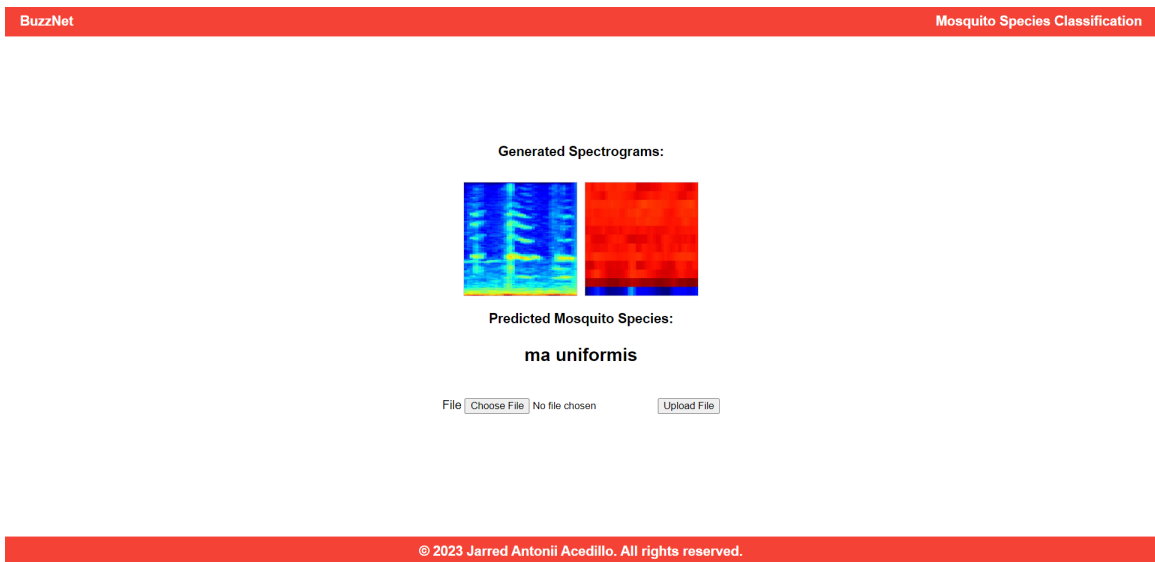 BuzzNet Mosquito Species Classification
Generated Spectrograms:
Predicted Mosquito Species:
ma uniformis
File Choose File No file chosen Upload File
© 2023 Jarred Antonii Acedillo. All rights reserved.